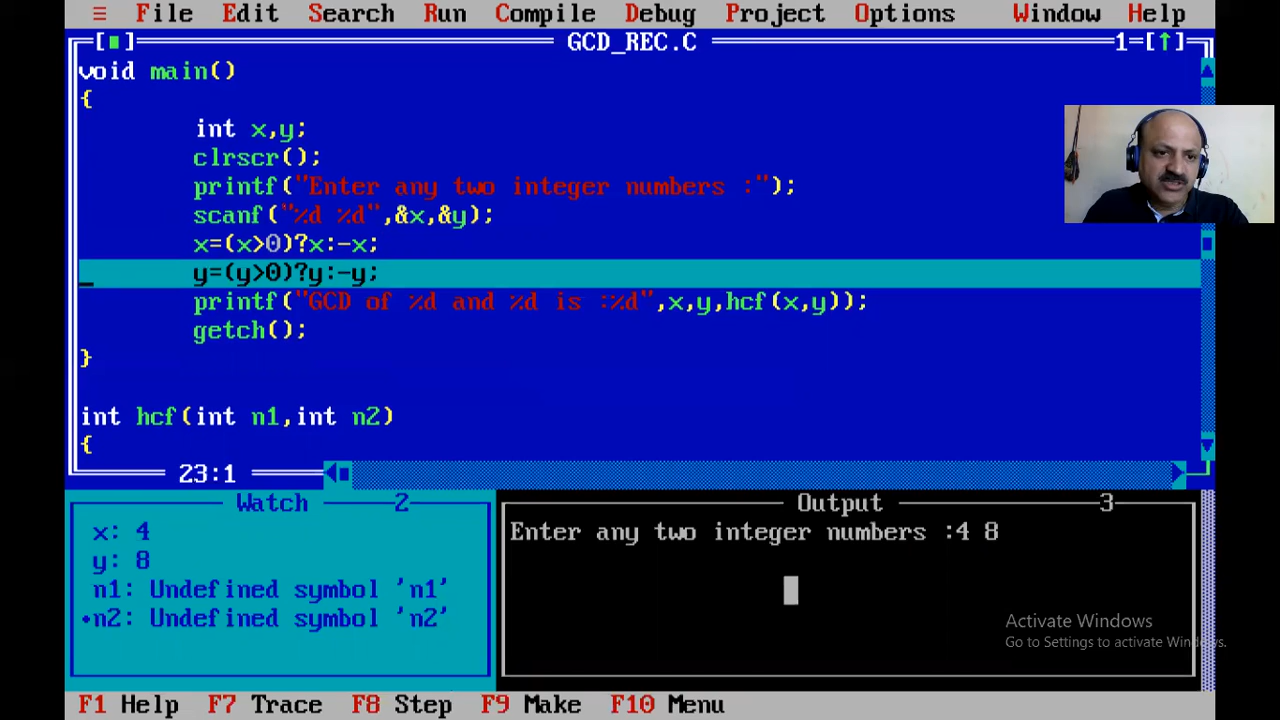 ≡ File Edit Search Run Compile Debug Project Options Window Help
[■] GCD_REC.C 1=[↑]
void main()
{
int x,y;
clrscr();
printf("Enter any two integer numbers :");
scanf("%d %d",&x,&y);
x=(x>0)?x:-x;
y=(y>0)?y:-y;
printf("GCD of %d and %d is :%d",x,y,hcf(x,y));
getch();
}
int hcf(int n1,int n2)
{
23:1
Watch 2
x: 4
y: 8
n1: Undefined symbol 'n1'
•n2: Undefined symbol 'n2'
Output 3
Enter any two integer numbers :4 8
Activate Windows
Go to Settings to activate Windows.
F1 Help F7 Trace F8 Step F9 Make F10 Menu